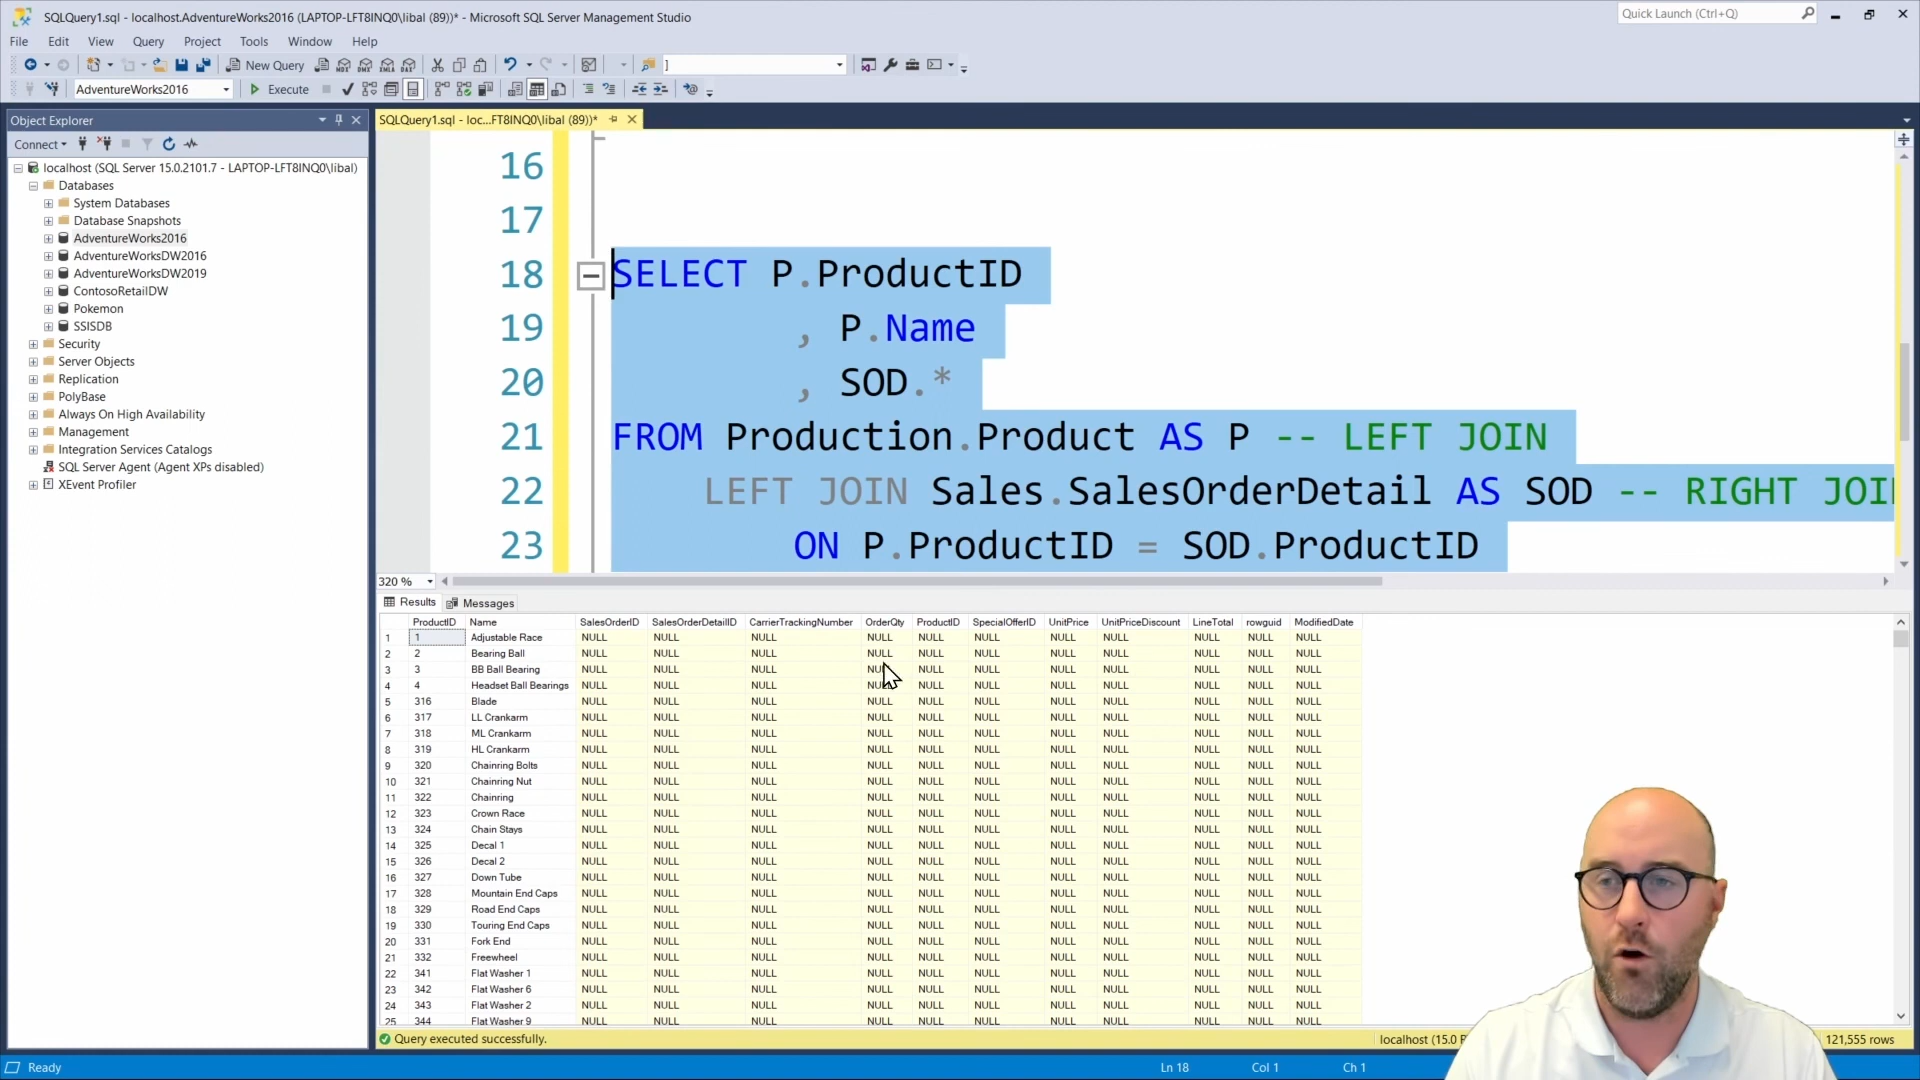 SQLQuery1.sql - localhost.AdventureWorks2016 (LAPTOP-LFT8INQ0\libal (89))* - Microsoft SQL Server Management Studio
Quick Launch (Ctrl+Q)
File Edit View Query Project Tools Window Help
New Query ]
AdventureWorks2016 Execute
Object Explorer
Connect
localhost (SQL Server 15.0.2101.7 - LAPTOP-LFT8INQ0\libal)
Databases
System Databases
Database Snapshots
AdventureWorks2016
AdventureWorksDW2016
AdventureWorksDW2019
ContosoRetailDW
Pokemon
SSISDB
Security
Server Objects
Replication
PolyBase
Always On High Availability
Management
Integration Services Catalogs
SQL Server Agent (Agent XPs disabled)
XEvent Profiler
SQLQuery1.sql - loc...FT8INQ0\libal (89))*
16
17
18 SELECT P.ProductID
19 , P.Name
20 , SOD.*
21 FROM Production.Product AS P -- LEFT JOIN
22 LEFT JOIN Sales.SalesOrderDetail AS SOD -- RIGHT JOI
23 ON P.ProductID = SOD.ProductID
320 %
Results Messages
ProductID Name SalesOrderID SalesOrderDetailID CarrierTrackingNumber OrderQty ProductID SpecialOfferID UnitPrice UnitPriceDiscount LineTotal rowguid ModifiedDate
1 1 Adjustable Race NULL NULL NULL NULL NULL NULL NULL NULL NULL NULL NULL
2 2 Bearing Ball NULL NULL NULL NULL NULL NULL NULL NULL NULL NULL NULL
3 3 BB Ball Bearing NULL NULL NULL NULL NULL NULL NULL NULL NULL NULL NULL
4 4 Headset Ball Bearings NULL NULL NULL NULL NULL NULL NULL NULL NULL NULL NULL
5 316 Blade NULL NULL NULL NULL NULL NULL NULL NULL NULL NULL NULL
6 317 LL Crankarm NULL NULL NULL NULL NULL NULL NULL NULL NULL NULL NULL
7 318 ML Crankarm NULL NULL NULL NULL NULL NULL NULL NULL NULL NULL NULL
8 319 HL Crankarm NULL NULL NULL NULL NULL NULL NULL NULL NULL NULL NULL
9 320 Chainring Bolts NULL NULL NULL NULL NULL NULL NULL NULL NULL NULL NULL
10 321 Chainring Nut NULL NULL NULL NULL NULL NULL NULL NULL NULL NULL NULL
11 322 Chainring NULL NULL NULL NULL NULL NULL NULL NULL NULL NULL NULL
12 323 Crown Race NULL NULL NULL NULL NULL NULL NULL NULL NULL NULL NULL
13 324 Chain Stays NULL NULL NULL NULL NULL NULL NULL NULL NULL NULL NULL
14 325 Decal 1 NULL NULL NULL NULL NULL NULL NULL NULL NULL NULL NULL
15 326 Decal 2 NULL NULL NULL NULL NULL NULL NULL NULL NULL NULL NULL
16 327 Down Tube NULL NULL NULL NULL NULL NULL NULL NULL NULL NULL NULL
17 328 Mountain End Caps NULL NULL NULL NULL NULL NULL NULL NULL NULL NULL NULL
18 329 Road End Caps NULL NULL NULL NULL NULL NULL NULL NULL NULL NULL NULL
19 330 Touring End Caps NULL NULL NULL NULL NULL NULL NULL NULL NULL NULL NULL
20 331 Fork End NULL NULL NULL NULL NULL NULL NULL NULL NULL NULL NULL
21 332 Freewheel NULL NULL NULL NULL NULL NULL NULL NULL NULL NULL NULL
22 341 Flat Washer 1 NULL NULL NULL NULL NULL NULL NULL NULL NULL NULL NULL
23 342 Flat Washer 6 NULL NULL NULL NULL NULL NULL NULL NULL NULL NULL NULL
24 343 Flat Washer 2 NULL NULL NULL NULL NULL NULL NULL NULL NULL NULL NULL
25 344 Flat Washer 9 NULL NULL NULL NULL NULL NULL NULL NULL NULL NULL NULL
Query executed successfully. localhost (15.0 121,555 rows
Ready Ln 18 Col 1 Ch 1